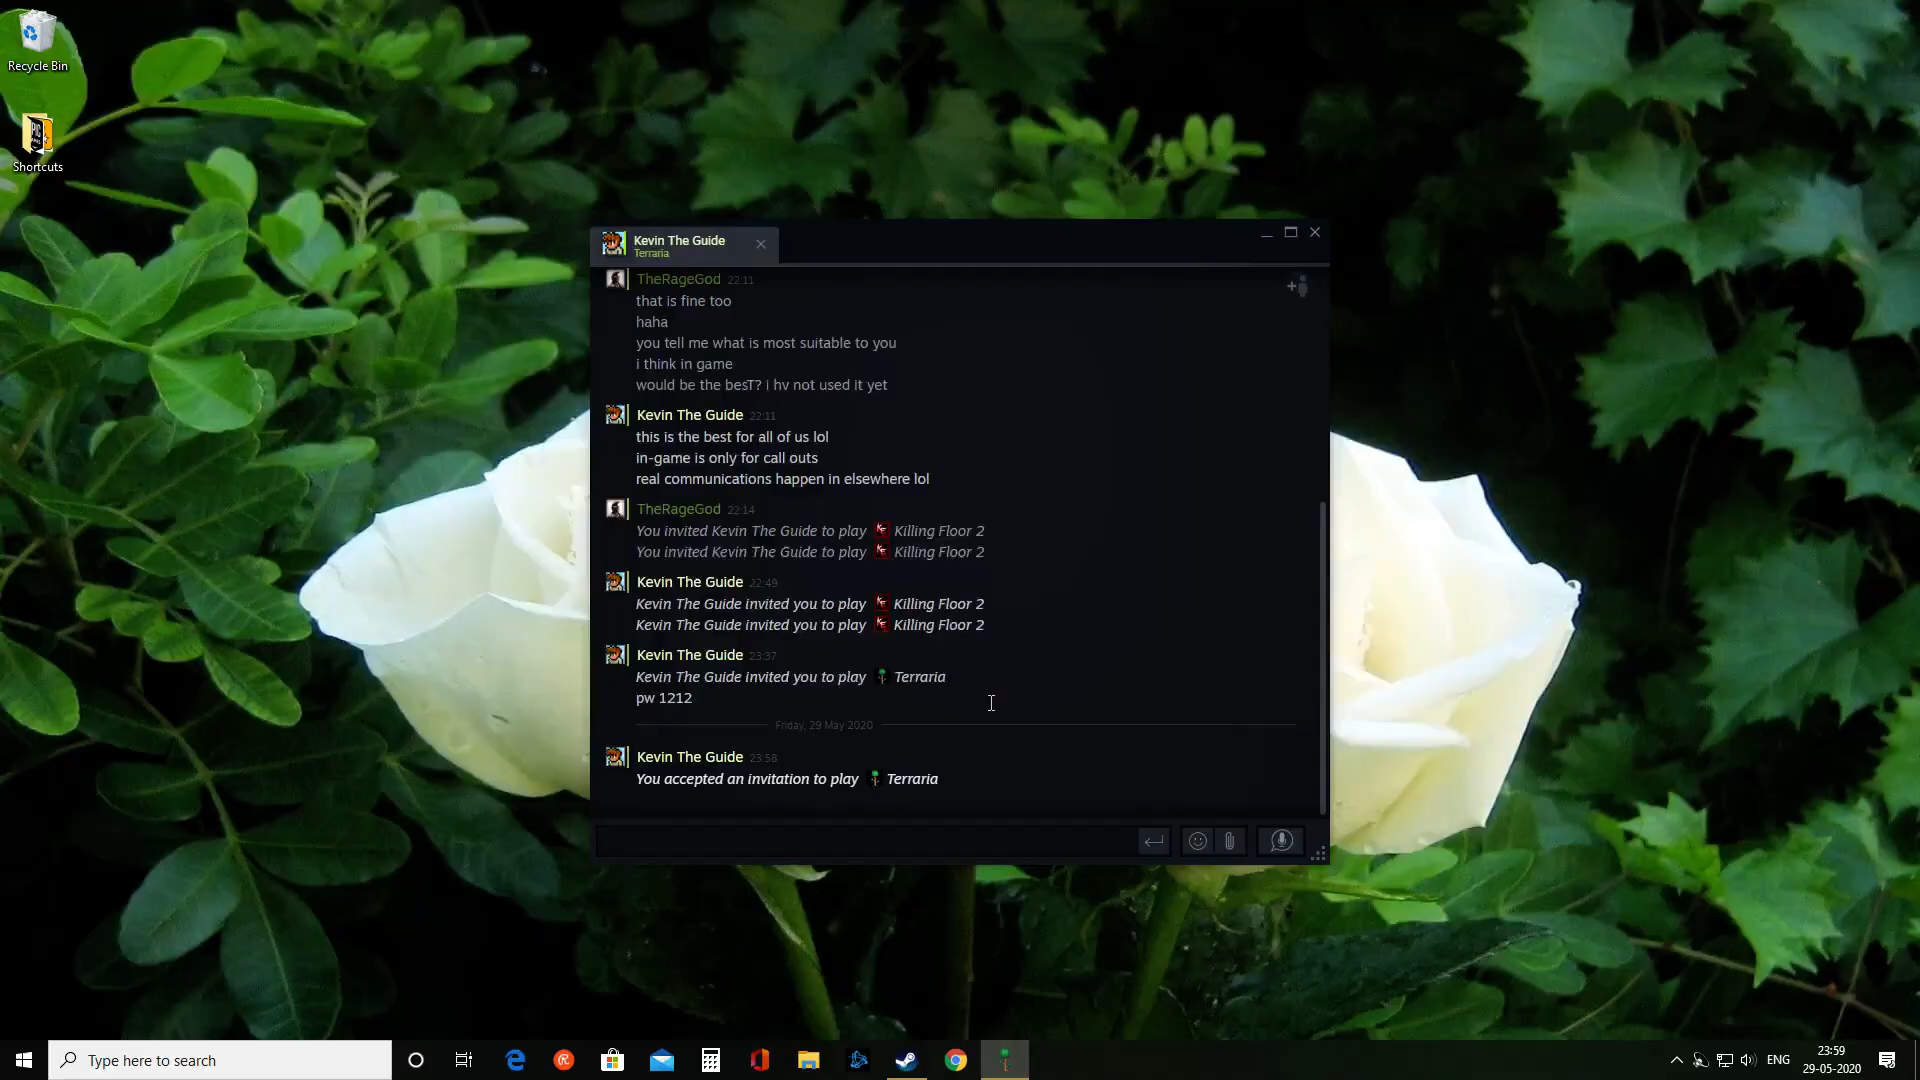 Recycle Bin
Shortcuts
Kevin The Guide
Terraria
TheRageGod 22:11
that is fine too
haha
you tell me what is most suitable to you
i think in game
would be the besT? i hv not used it yet
Kevin The Guide 22:11
this is the best for all of us lol
in-game is only for call outs
real communications happen in elsewhere lol
TheRageGod 22:14
You invited Kevin The Guide to play Killing Floor 2
You invited Kevin The Guide to play Killing Floor 2
Kevin The Guide 22:49
Kevin The Guide invited you to play Killing Floor 2
Kevin The Guide invited you to play Killing Floor 2
Kevin The Guide 23:37
Kevin The Guide invited you to play Terraria
pw 1212
Friday, 29 May 2020
Kevin The Guide 23:58
You accepted an invitation to play Terraria
Type here to search
ENG
23:59
29-05-2020